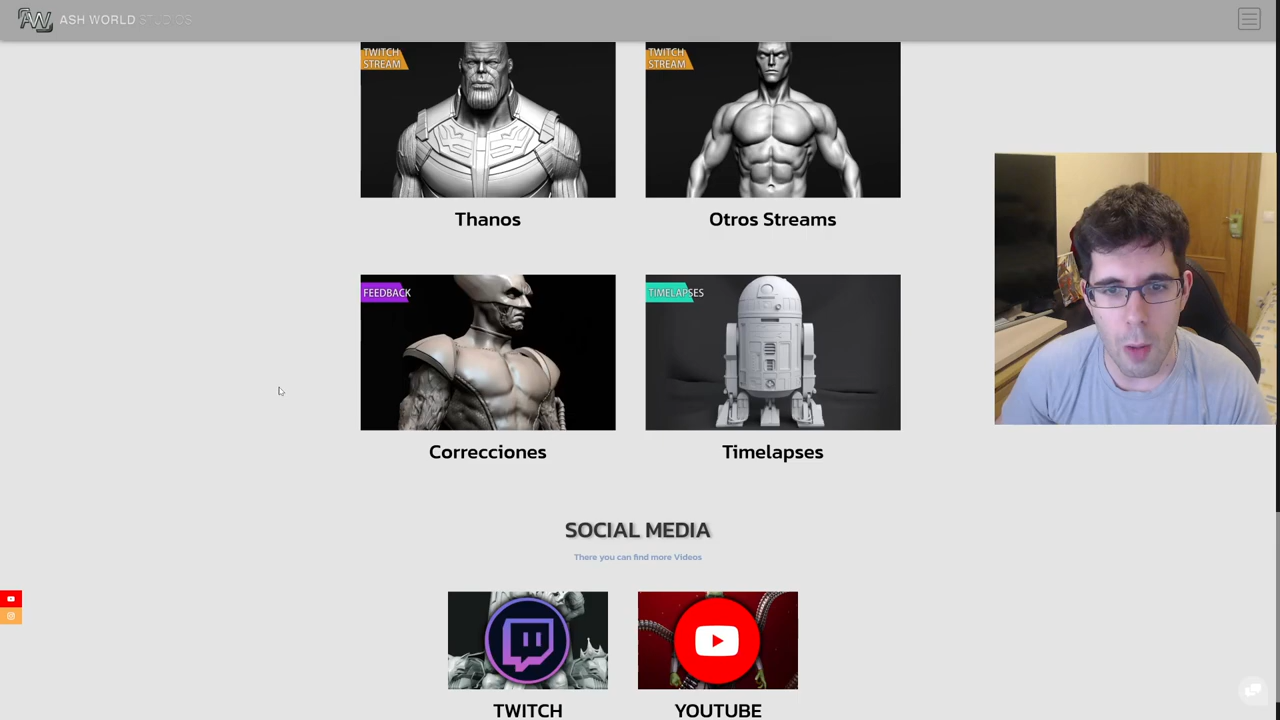 ASH WORLD STUDIOS
TWITCH
STREAM
TWITCH
STREAM
Thanos
Otros Streams
FEEDBACK
TIMELAPSES
Correcciones
Timelapses
SOCIAL MEDIA
There you can find more Videos
TWITCH
YOUTUBE